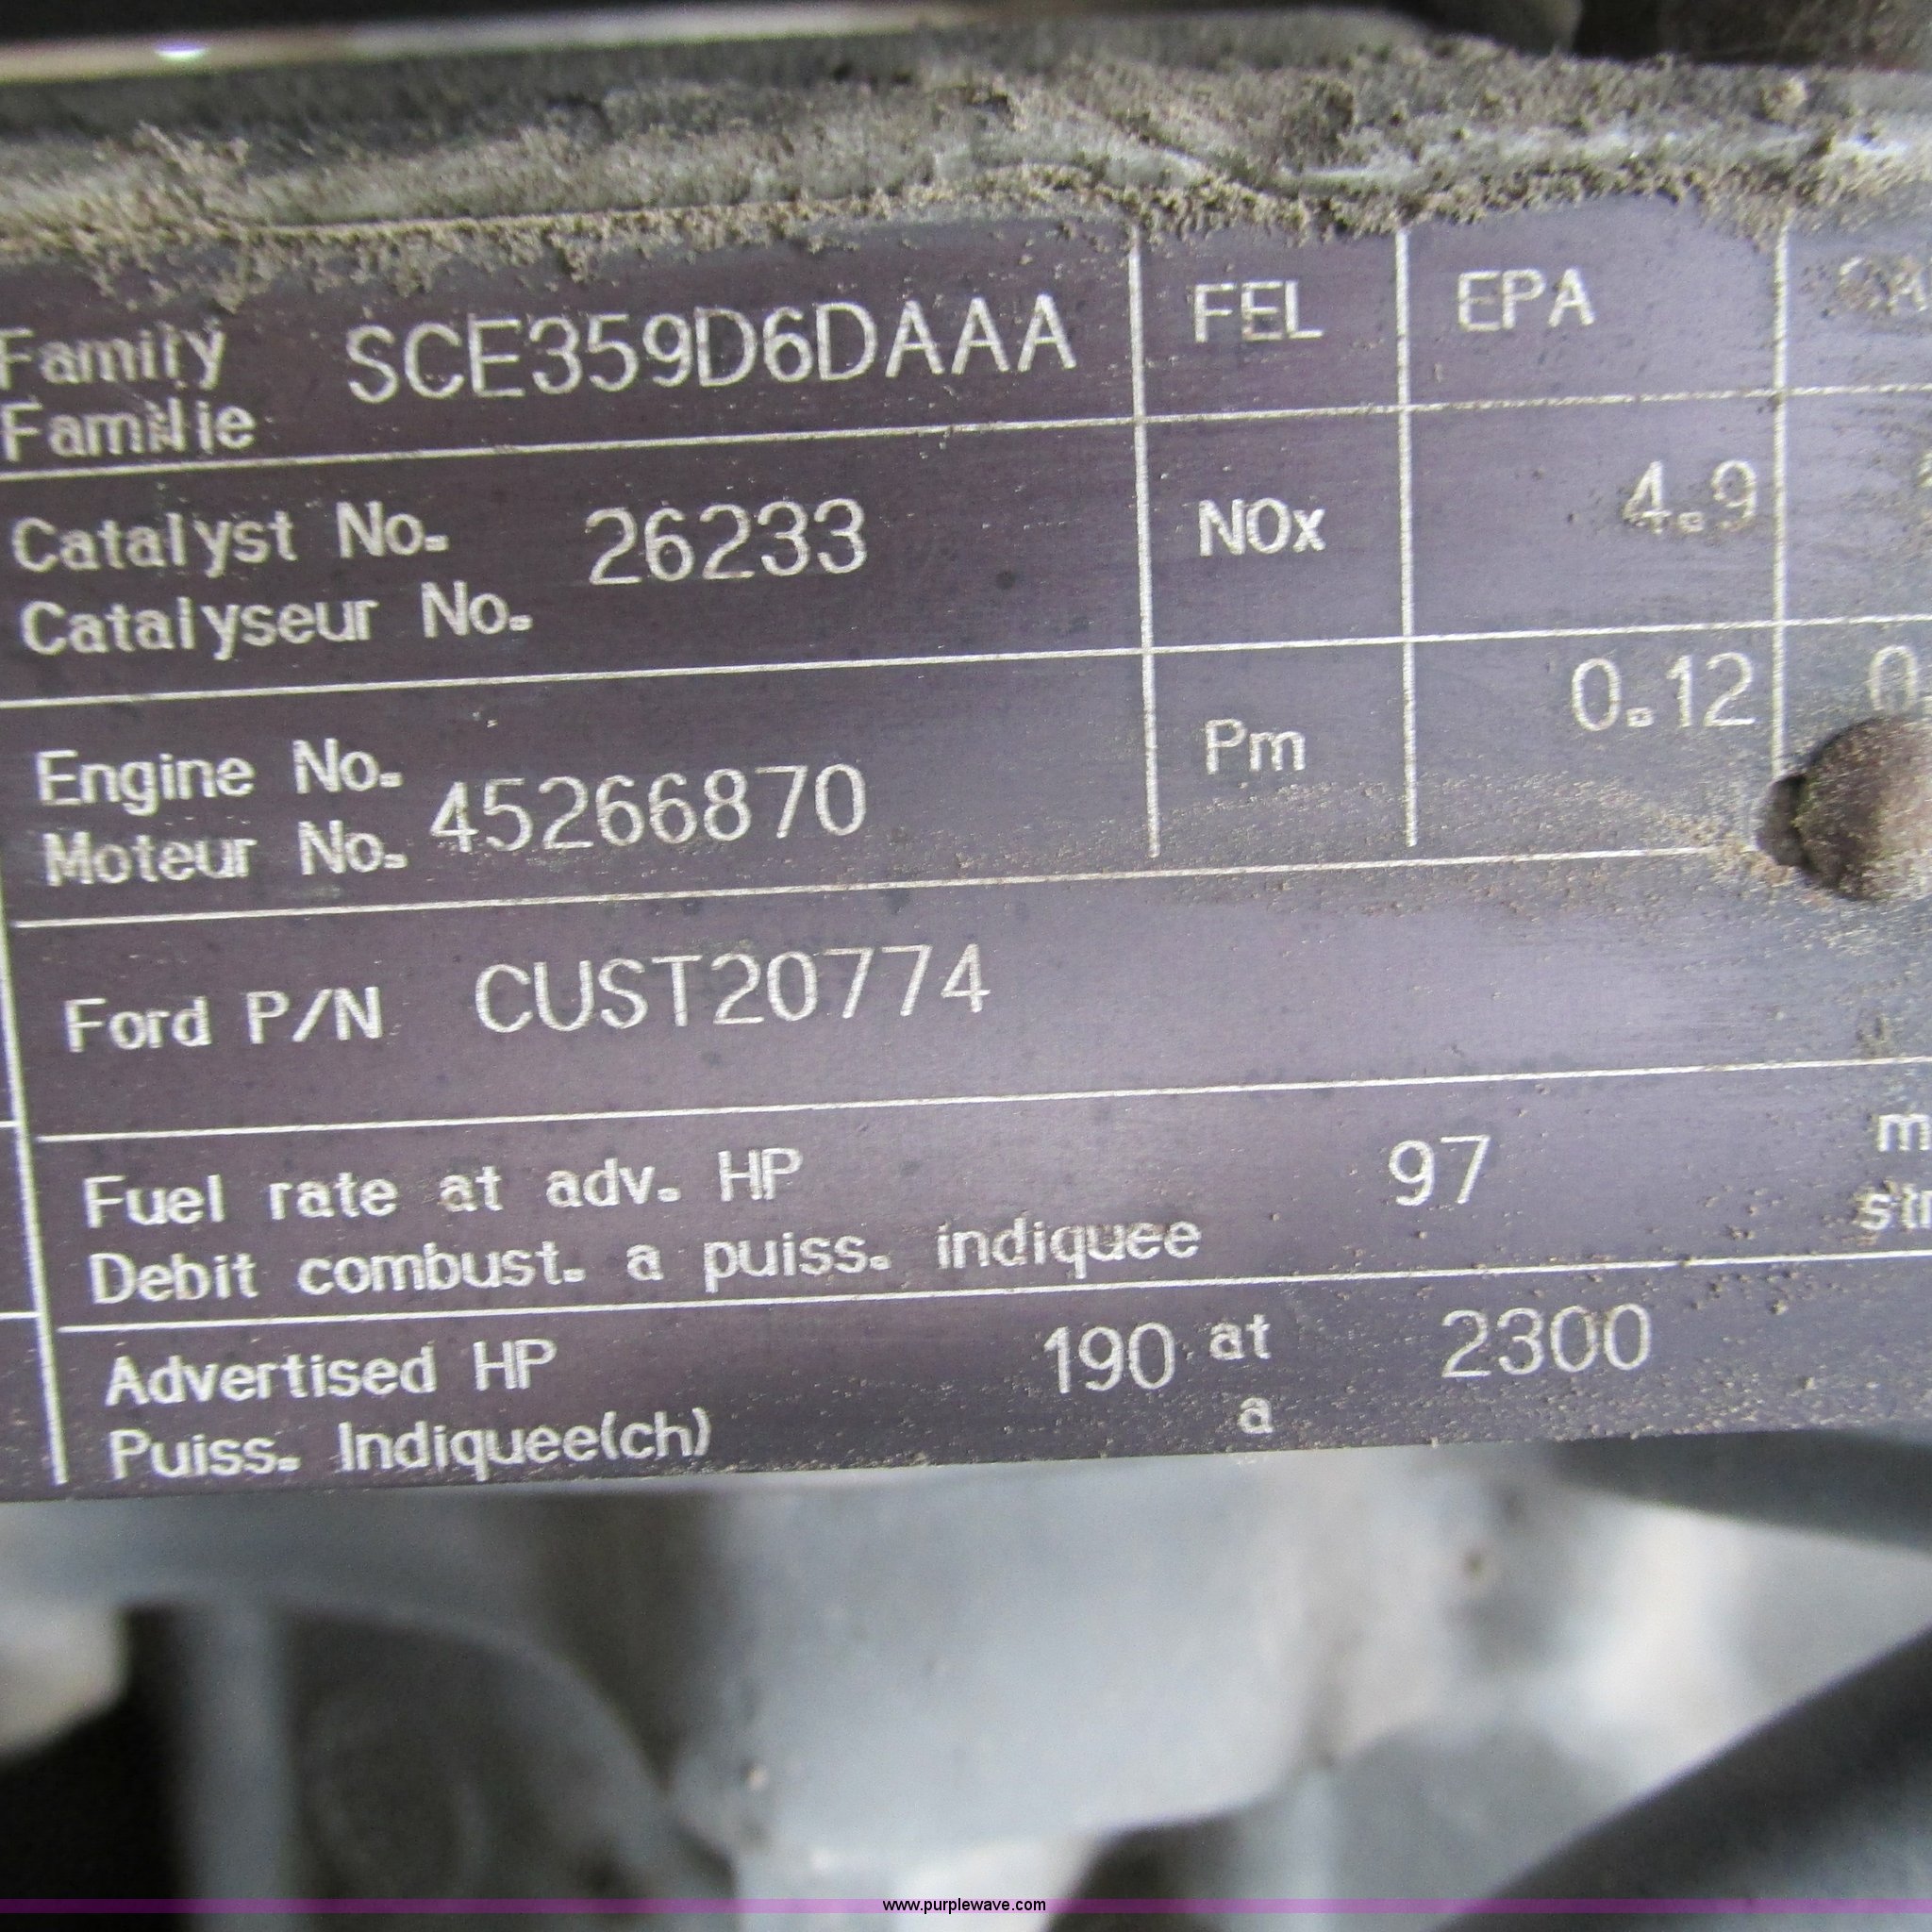 Family SCE359D6DAAA FEL EPA
Famille
Catalyst No. 26233 NOx 4.9
Catalyseur No.
Engine No. 45266870 Pm 0.12
Moteur No.
Ford P/N CUST20774
Fuel rate at adv. HP 97
Debit combust. a puiss. indiquee
Advertised HP 190 at 2300
Puiss. Indiquee(ch) a
www.purplewave.com